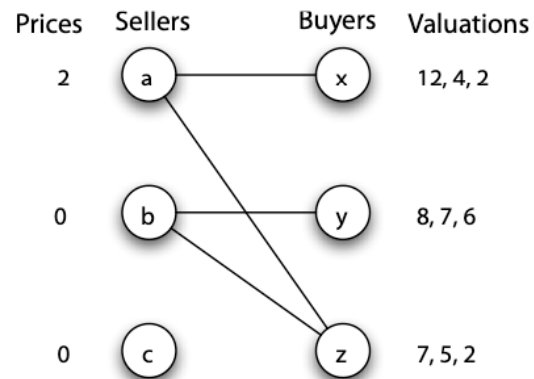 Prices Sellers Buyers Valuations
2 a x 12, 4, 2
0 b y 8, 7, 6
0 c z 7, 5, 2